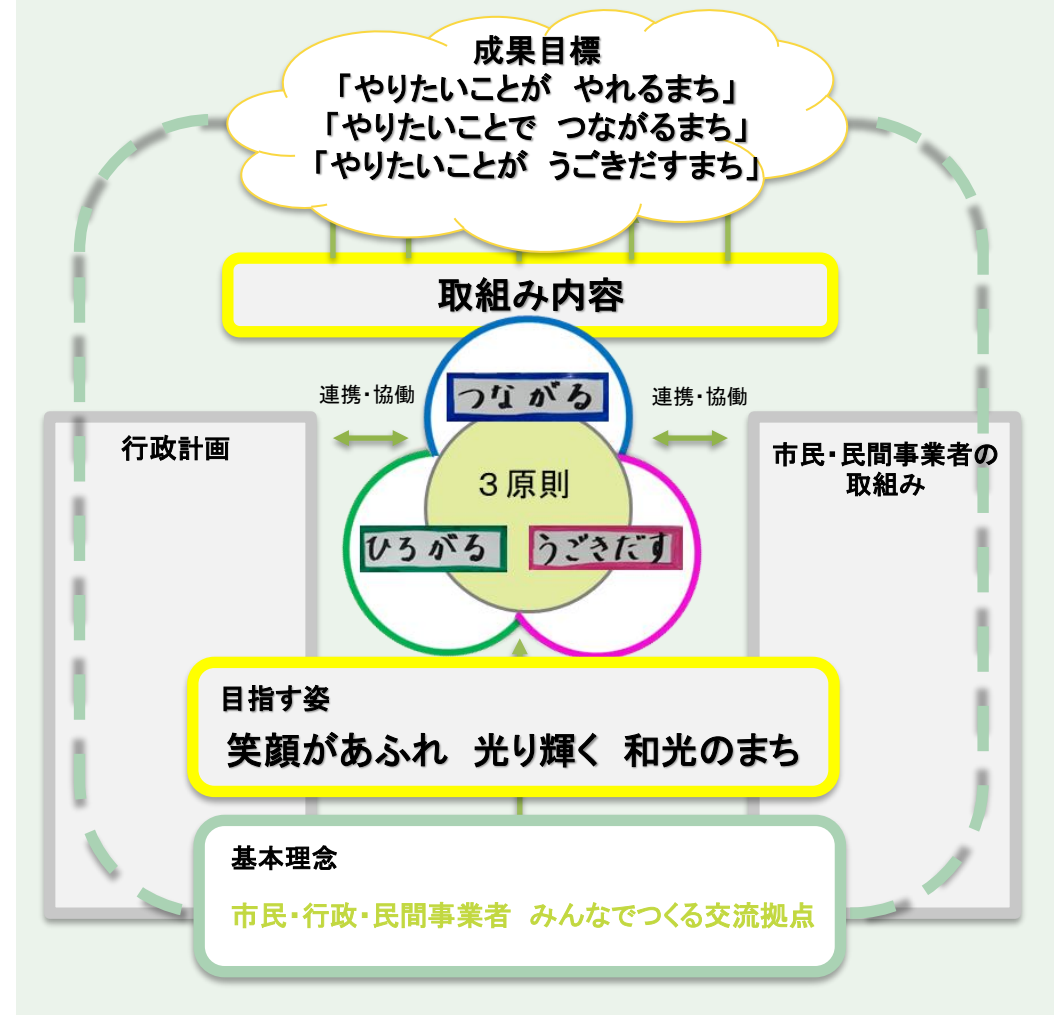 成果目標
「やりたいことが　やれるまち」
「やりたいことで　つながるまち」
「やりたいことが　うごきだすまち」
取組み内容
連携・協働
つながる
連携・協働
行政計画
３原則
市民・民間事業者の
取組み
ひろがる
うごきだす
目指す姿
笑顔があふれ　光り輝く　和光のまち
基本理念
市民・行政・民間事業者　みんなでつくる交流拠点